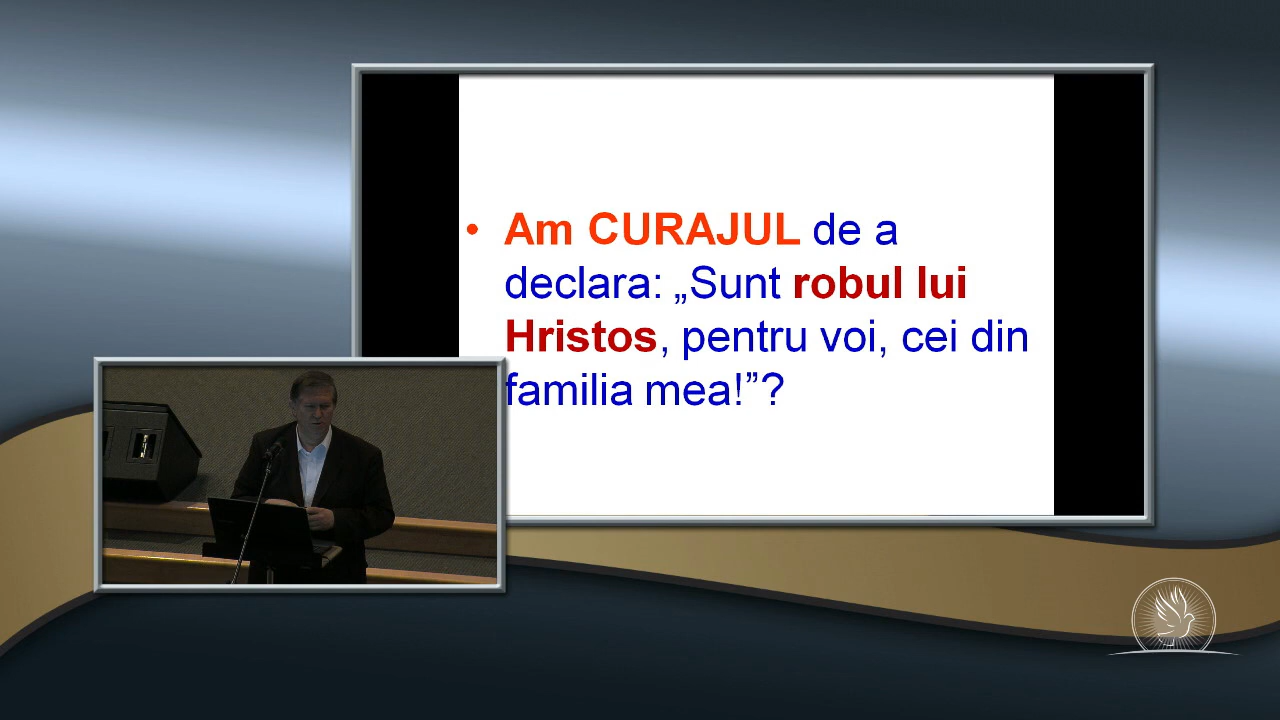 • Am CURAJUL de a
declara: „Sunt robul lui
Hristos, pentru voi, cei din
familia mea!”?